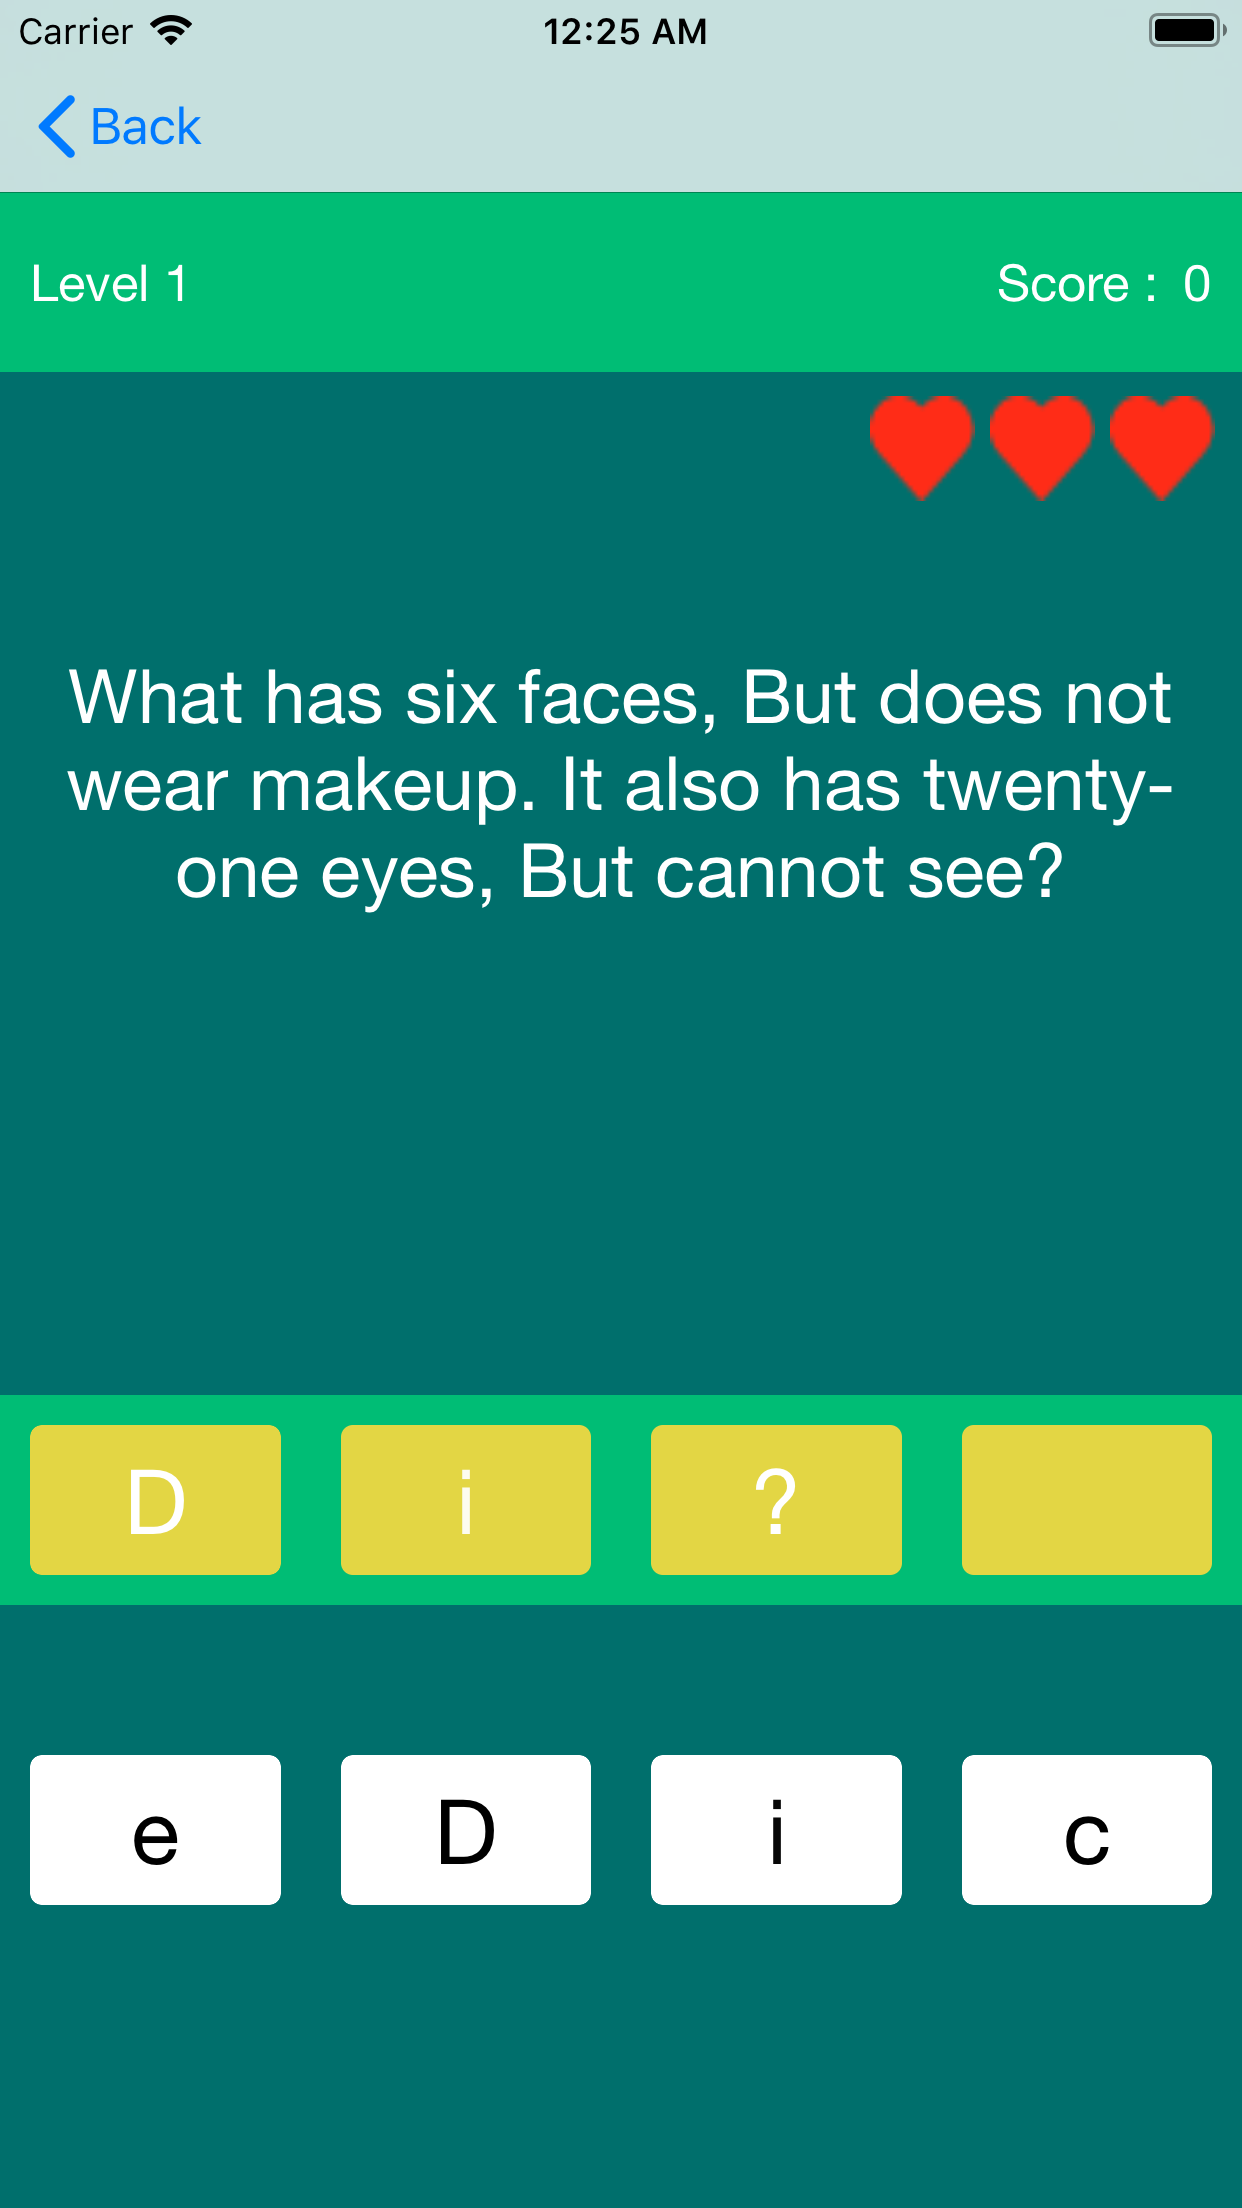 Carrier 12:25 AM
Back
Level 1 Score : 0
What has six faces, But does not
wear makeup. It also has twenty-
one eyes, But cannot see?
D i ?
e D i c